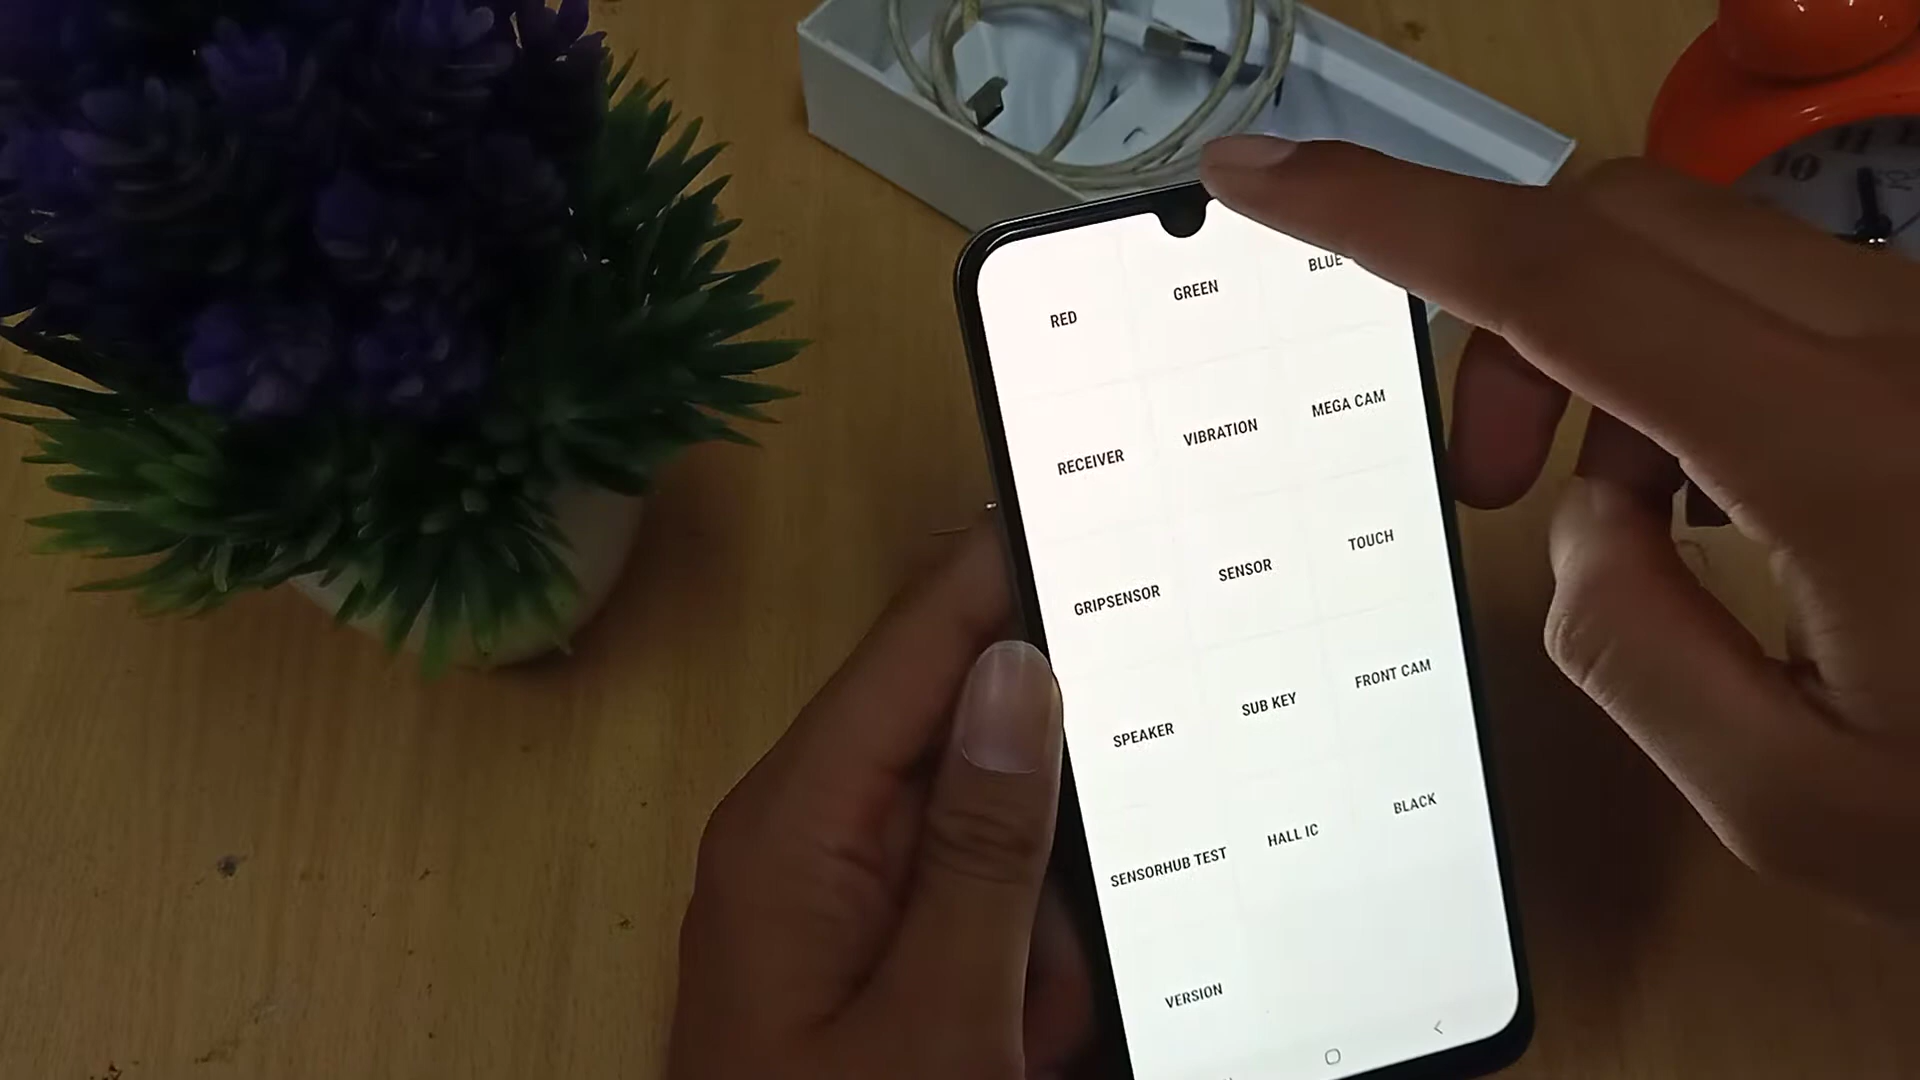 RED GREEN BLUE
RECEIVER VIBRATION MEGA CAM
GRIPSENSOR SENSOR TOUCH
SPEAKER SUB KEY FRONT CAM
SENSORHUB TEST HALL IC BLACK
VERSION
10